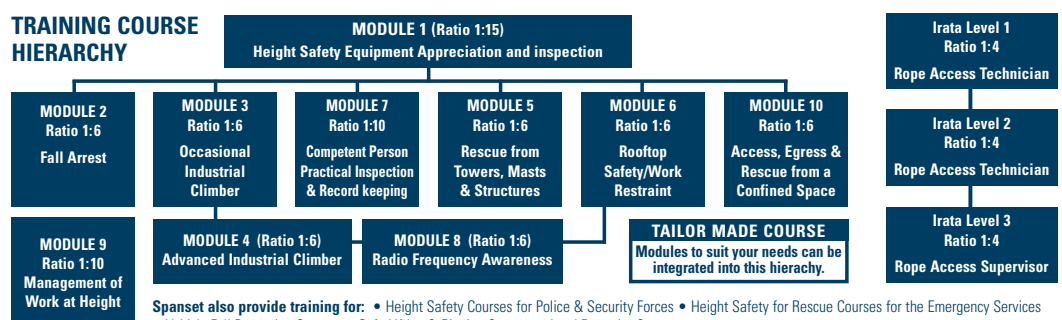 TRAINING COURSE
HIERARCHY
MODULE 1 (Ratio 1:15)
Height Safety Equipment Appreciation and inspection
MODULE 2
Ratio 1:6
Fall Arrest
MODULE 3
Ratio 1:6
Occasional
Industrial
Climber
MODULE 7
Ratio 1:10
Competent Person
Practical Inspection
& Record keeping
MODULE 5
Ratio 1:6
Rescue from
Towers, Masts
& Structures
MODULE 6
Ratio 1:6
Rooftop
Safety/Work
Restraint
MODULE 10
Ratio 1:6
Access, Egress &
Rescue from a
Confined Space
MODULE 9
Ratio 1:10
Management of
Work at Height
MODULE 4 (Ratio 1:6)
Advanced Industrial Climber
MODULE 8 (Ratio 1:6)
Radio Frequency Awareness
TAILOR MADE COURSE
Modules to suit your needs can be
integrated into this hierachy.
Irata Level 1
Ratio 1:4
Rope Access Technician
Irata Level 2
Ratio 1:4
Rope Access Technician
Irata Level 3
Ratio 1:4
Rope Access Supervisor
Spanset also provide training for: • Height Safety Courses for Police & Security Forces • Height Safety for Rescue Courses for the Emergency Services